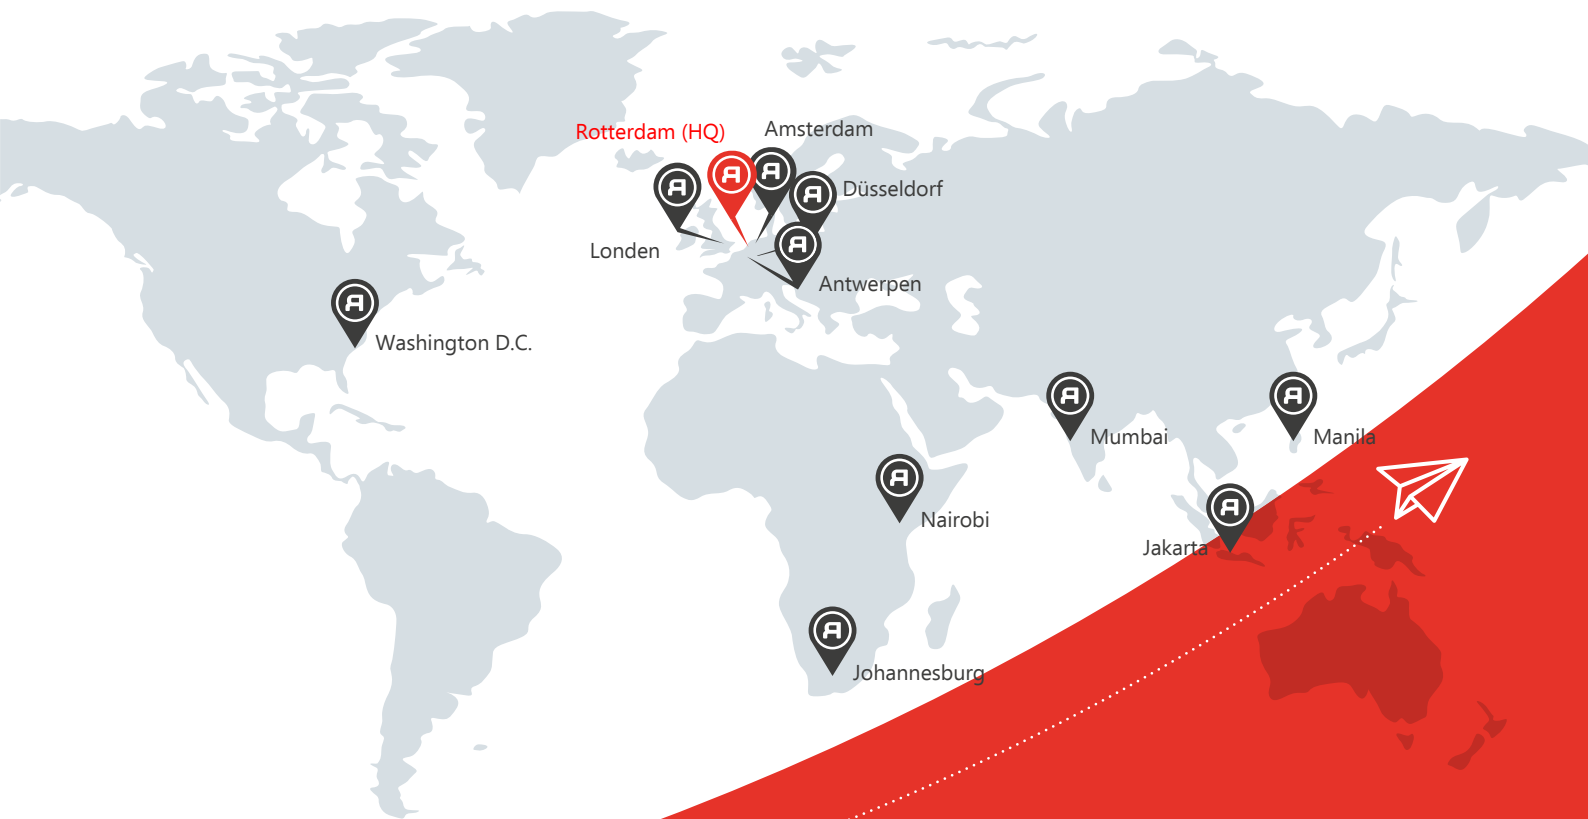 Rotterdam (HQ)
Amsterdam
Düsseldorf
Londen
Antwerpen
Washington D.C.
Mumbai
Manila
Nairobi
Jakarta
Johannesburg